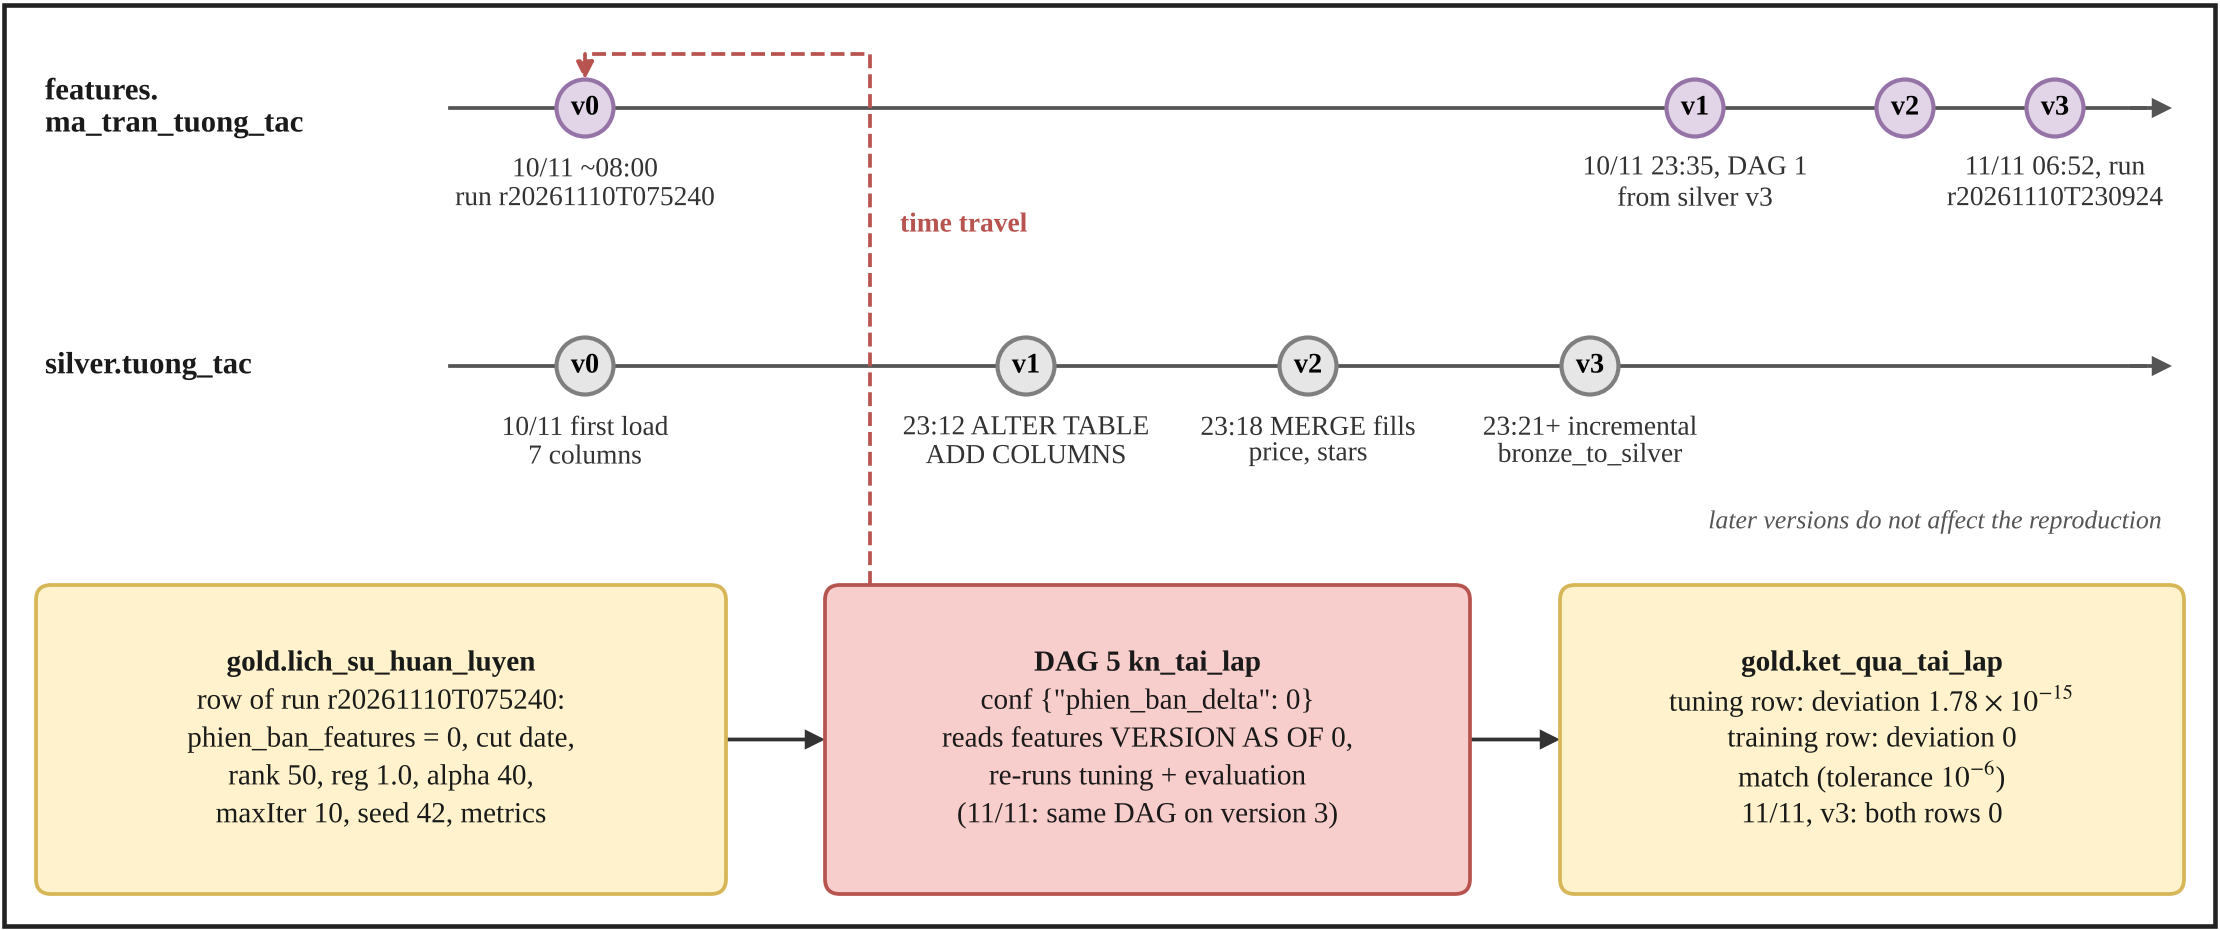 features.
ma_tran_tuong_tac
v0
v1
v2
v3
10/11 ~08:00
run r20261110T075240
10/11 23:35, DAG 1
from silver v3
11/11 06:52, run
r20261110T230924
time travel
silver.tuong_tac
v0
v1
v2
v3
10/11 first load
7 columns
23:12 ALTER TABLE
ADD COLUMNS
23:18 MERGE fills
price, stars
23:21+ incremental
bronze_to_silver
later versions do not affect the reproduction
gold.lich_su_huan_luyen
row of run r20261110T075240:
phien_ban_features = 0, cut date,
rank 50, reg 1.0, alpha 40,
maxIter 10, seed 42, metrics
DAG 5 kn_tai_lap
conf {"phien_ban_delta": 0}
reads features VERSION AS OF 0,
re-runs tuning + evaluation
(11/11: same DAG on version 3)
gold.ket_qua_tai_lap
tuning row: deviation 1.78 × 10⁻¹⁵
training row: deviation 0
match (tolerance 10⁻⁶)
11/11, v3: both rows 0